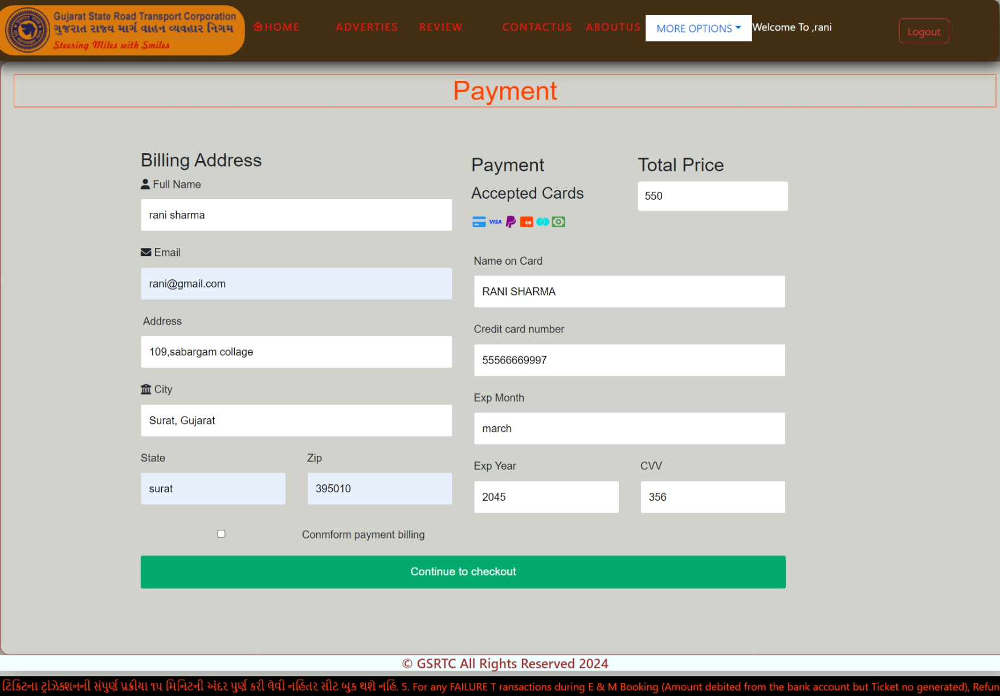 Gujarat State Road Transport Corporation
ગુજરાત રાજ્ય માર્ગ વાહન વ્યવહાર નિગમ
Steering Miles with Smiles
HOME ADVERTIES REVIEW CONTACTUS ABOUTUS MORE OPTIONS Welcome To ,rani Logout
Payment
Billing Address
Full Name
rani sharma
Email
rani@gmail.com
Address
109,sabargam collage
City
Surat, Gujarat
State Zip
surat 395010
Payment Total Price
Accepted Cards 550
VISA
Name on Card
RANI SHARMA
Credit card number
55566669997
Exp Month
march
Exp Year CVV
2045 356
Conmform payment billing
Continue to checkout
© GSRTC All Rights Reserved 2024
ટિકિટના ટ્રાંઝેક્શનની સંપુર્ણ પ્રક્રીયા ૧૫ મિનિટની અંદર પુર્ણ કરી લેવી નહિતર સીટ બુક થશે નહિ. 5. For any FAILURE T ransactions during E & M Booking (Amount debited from the bank account but Ticket no generated), Refun